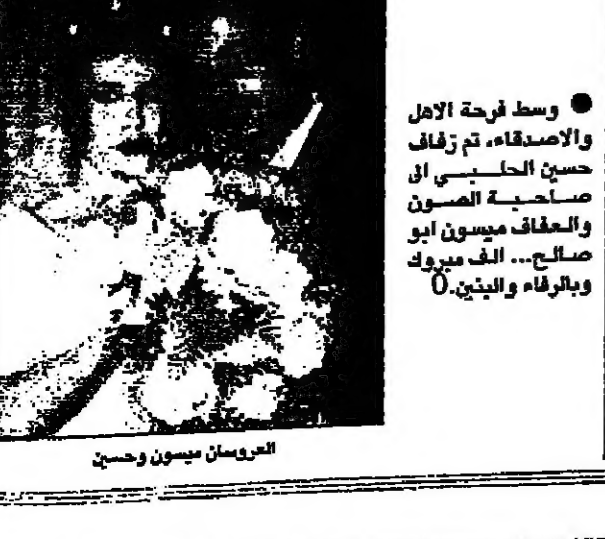 ● وسط فرحة الاهل
والاصدقاء، تم زفاف
حسين الحلبي الى
صاحبة الصون
والعفاف ميسون ابو
صالح... الف مبروك
وبالرفاه والبنين.
العروسان ميسون وحسين